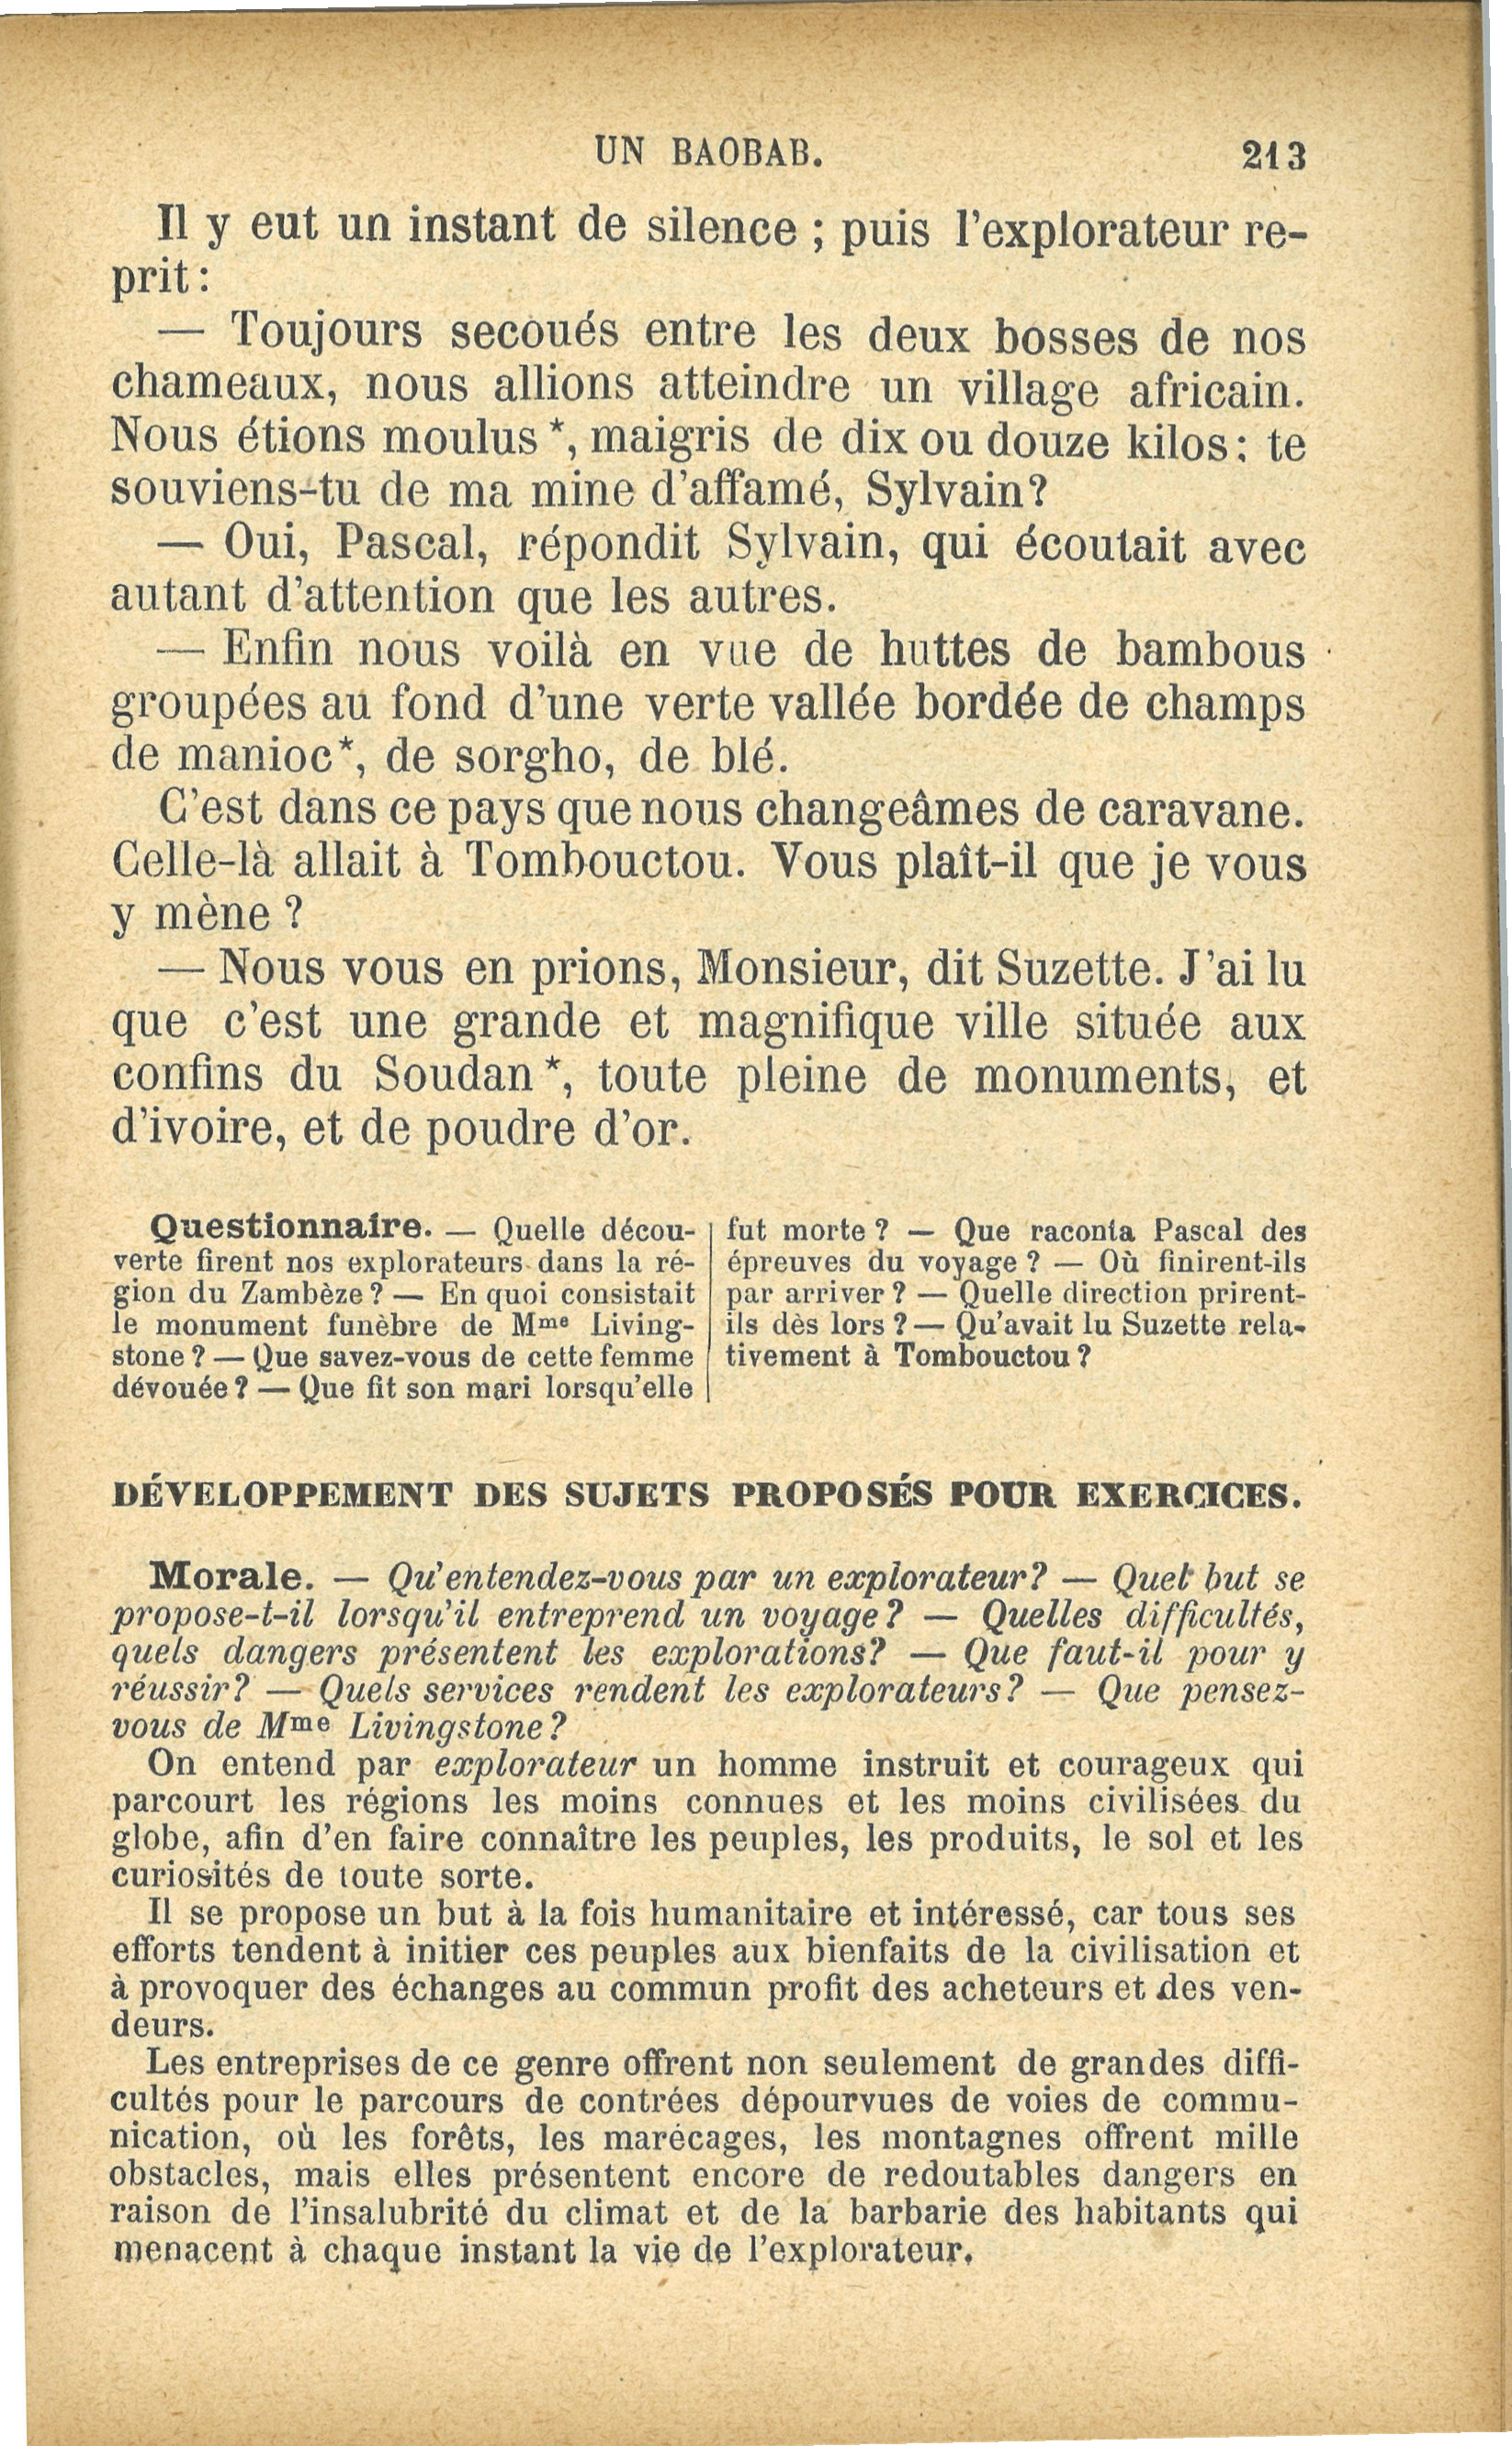 UN BAOBAB. 213
Il y eut un instant de silence ; puis l'explorateur re-
prit :
— Toujours secoués entre les deux bosses de nos
chameaux, nous allions atteindre un village africain.
Nous étions moulus *, maigris de dix ou douze kilos : te
souviens-tu de ma mine d'affamé, Sylvain ?
— Oui, Pascal, répondit Sylvain, qui écoutait avec
autant d'attention que les autres.
— Enfin nous voilà en vue de huttes de bambous
groupées au fond d'une verte vallée bordée de champs
de manioc*, de sorgho, de blé.
C'est dans ce pays que nous changeâmes de caravane.
Celle-là allait à Tombouctou. Vous plaît-il que je vous
y mène ?
— Nous vous en prions, Monsieur, dit Suzette. J'ai lu
que c'est une grande et magnifique ville située aux
confins du Soudan *, toute pleine de monuments, et
d'ivoire, et de poudre d'or.
Questionnaire. — Quelle décou-
verte firent nos explorateurs dans la ré-
gion du Zambèze ? — En quoi consistait
le monument funèbre de Mme Living-
stone ? — Que savez-vous de cette femme
dévouée ? — Que fit son mari lorsqu'elle
fut morte ? — Que raconta Pascal des
épreuves du voyage ? — Où finirent-ils
par arriver ? — Quelle direction prirent-
ils dès lors ? — Qu'avait lu Suzette rela-
tivement à Tombouctou ?
DÉVELOPPEMENT DES SUJETS PROPOSÉS POUR EXERCICES.
Morale. — Qu'entendez-vous par un explorateur ? — Quel but se
propose-t-il lorsqu'il entreprend un voyage ? — Quelles difficultés,
quels dangers présentent les explorations ? — Que faut-il pour y
réussir ? — Quels services rendent les explorateurs ? — Que pensez-
vous de Mme Livingstone ?
On entend par explorateur un homme instruit et courageux qui
parcourt les régions les moins connues et les moins civilisées du
globe, afin d'en faire connaître les peuples, les produits, le sol et les
curiosités de toute sorte.
Il se propose un but à la fois humanitaire et intéressé, car tous ses
efforts tendent à initier ces peuples aux bienfaits de la civilisation et
à provoquer des échanges au commun profit des acheteurs et des ven-
deurs.
Les entreprises de ce genre offrent non seulement de grandes diffi-
cultés pour le parcours de contrées dépourvues de voies de commu-
nication, où les forêts, les marécages, les montagnes offrent mille
obstacles, mais elles présentent encore de redoutables dangers en
raison de l'insalubrité du climat et de la barbarie des habitants qui
menacent à chaque instant la vie de l'explorateur.